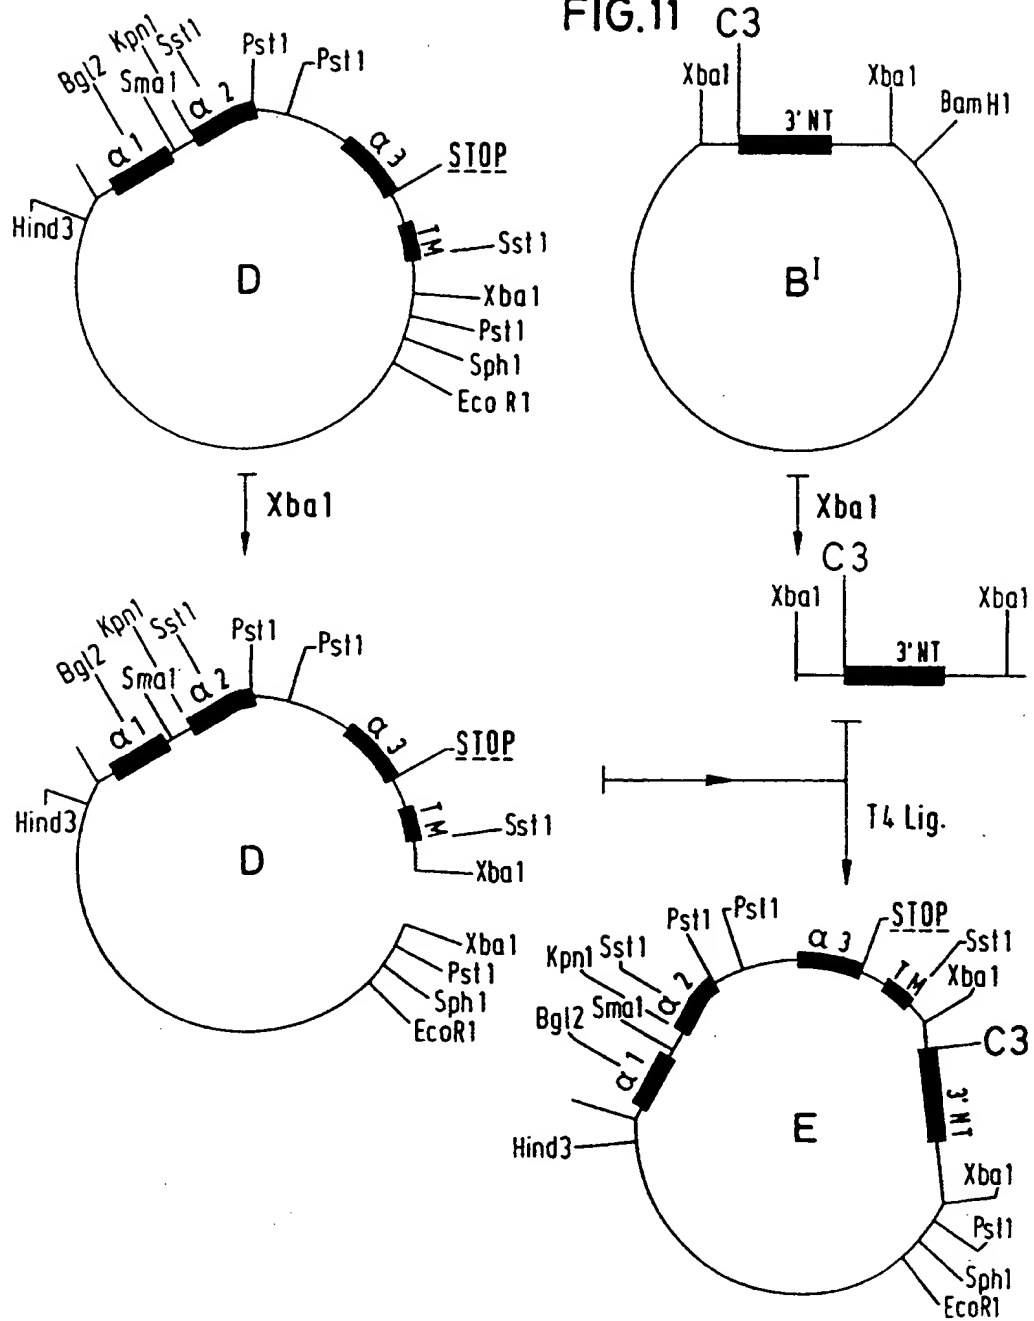 FIG.11
Kpn1
Sst1
Bgl2
Sma1
α1
α2
Pst1
Pst1
α3
STOP
TM
Sst1
Hind3
D
Xba1
Pst1
Sph1
Eco R1
C3
Xba1
3'NT
Xba1
BamH1
B^I
Xba1
Xba1
C3
Xba1
3'NT
Xba1
Kpn1
Sst1
Bgl2
Sma1
α1
α2
Pst1
Pst1
α3
STOP
TM
Sst1
Hind3
D
Xba1
Xba1
Pst1
Sph1
EcoR1
T4 Lig.
Kpn1
Sst1
Pst1
Pst1
α3
STOP
Sst1
TM
Xba1
Bgl2
Sma1
α2
α1
C3
3'NT
Hind3
E
Xba1
Pst1
Sph1
EcoR1